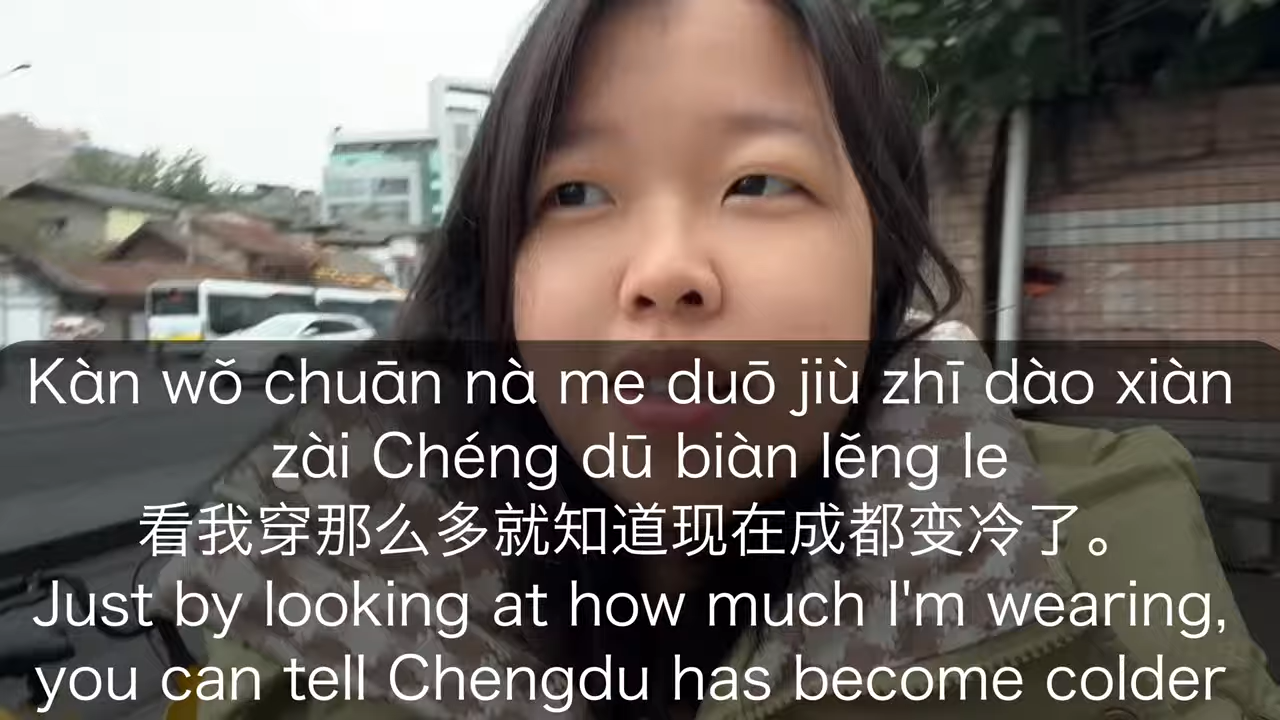 Kàn wǒ chuān nà me duō jiù zhī dào xiàn
zài Chéng dū biàn lěng le
看我穿那么多就知道现在成都变冷了。
Just by looking at how much I'm wearing,
you can tell Chengdu has become colder